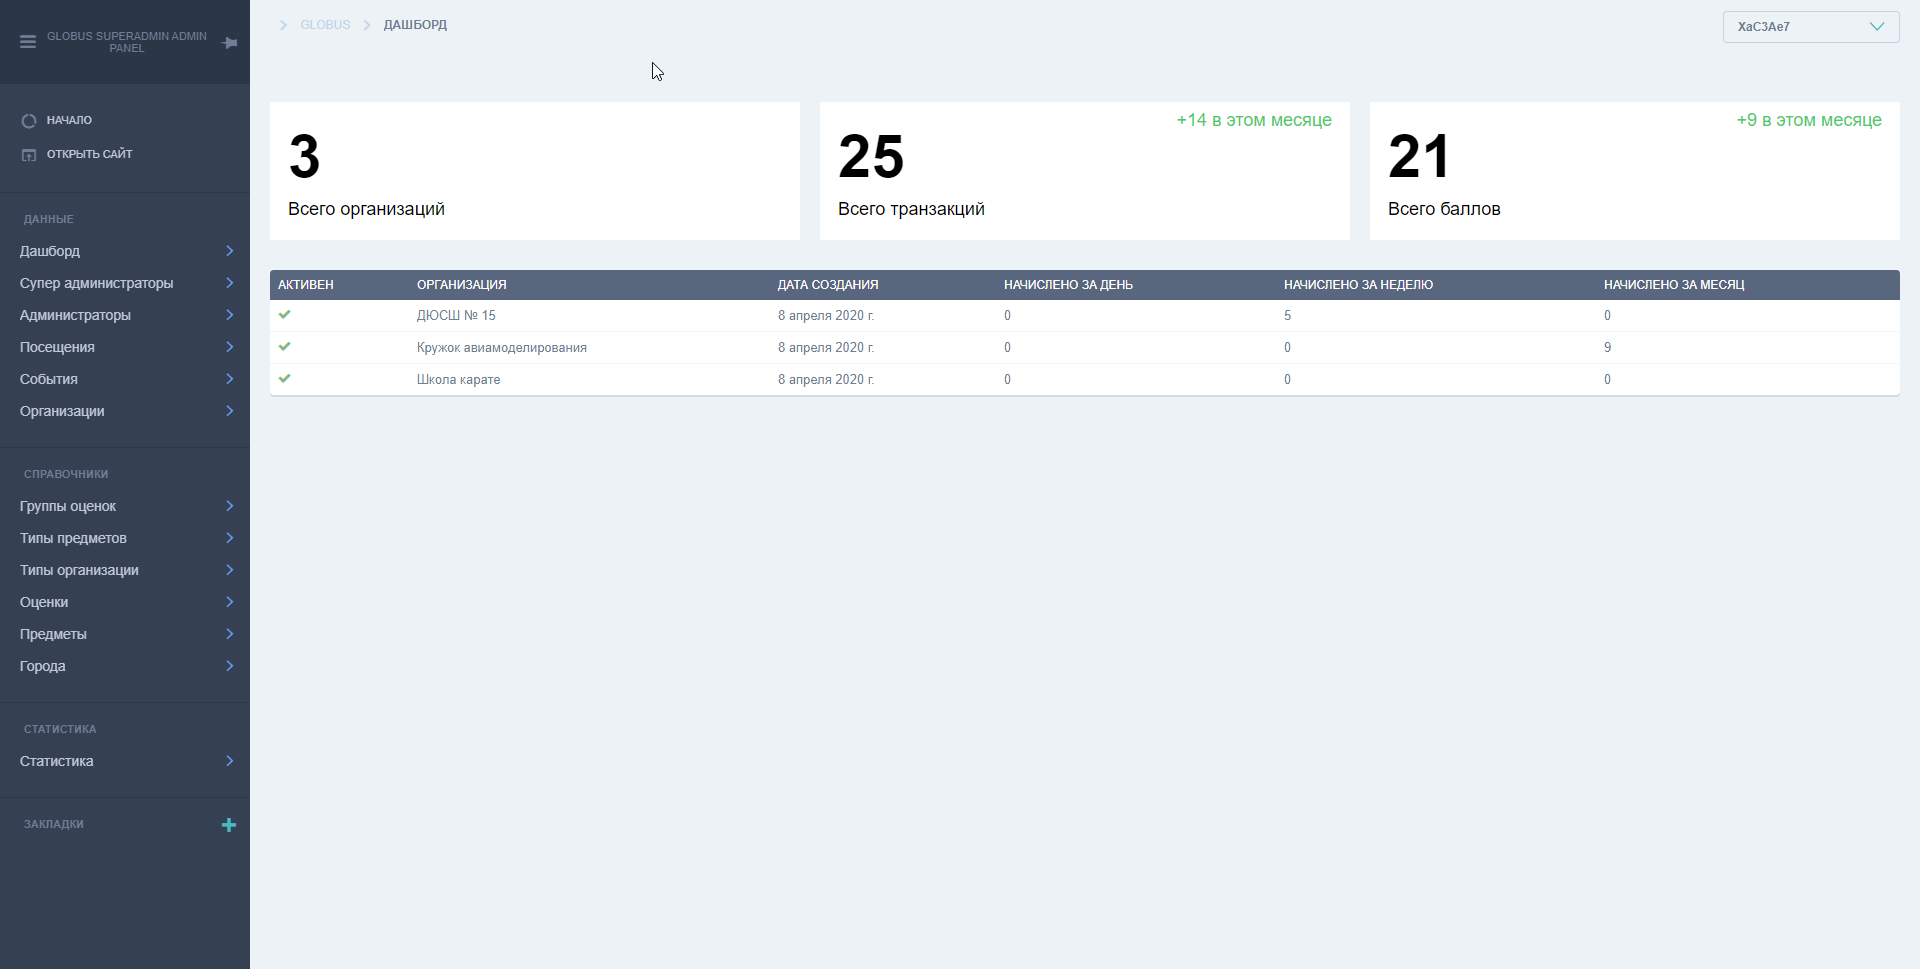 GLOBUS SUPERADMIN ADMIN
PANEL
НАЧАЛО
ОТКРЫТЬ САЙТ
ДАННЫЕ
Дашборд
Супер администраторы
Администраторы
Посещения
События
Организации
СПРАВОЧНИКИ
Группы оценок
Типы предметов
Типы организации
Оценки
Предметы
Города
СТАТИСТИКА
Статистика
ЗАКЛАДКИ
GLOBUS ДАШБОРД
XaC3Ae7
3
Всего организаций
+14 в этом месяце
25
Всего транзакций
+9 в этом месяце
21
Всего баллов
АКТИВЕН ОРГАНИЗАЦИЯ ДАТА СОЗДАНИЯ НАЧИСЛЕНО ЗА ДЕНЬ НАЧИСЛЕНО ЗА НЕДЕЛЮ НАЧИСЛЕНО ЗА МЕСЯЦ
ДЮСШ № 15 8 апреля 2020 г. 0 5 0
Кружок авиамоделирования 8 апреля 2020 г. 0 0 9
Школа карате 8 апреля 2020 г. 0 0 0